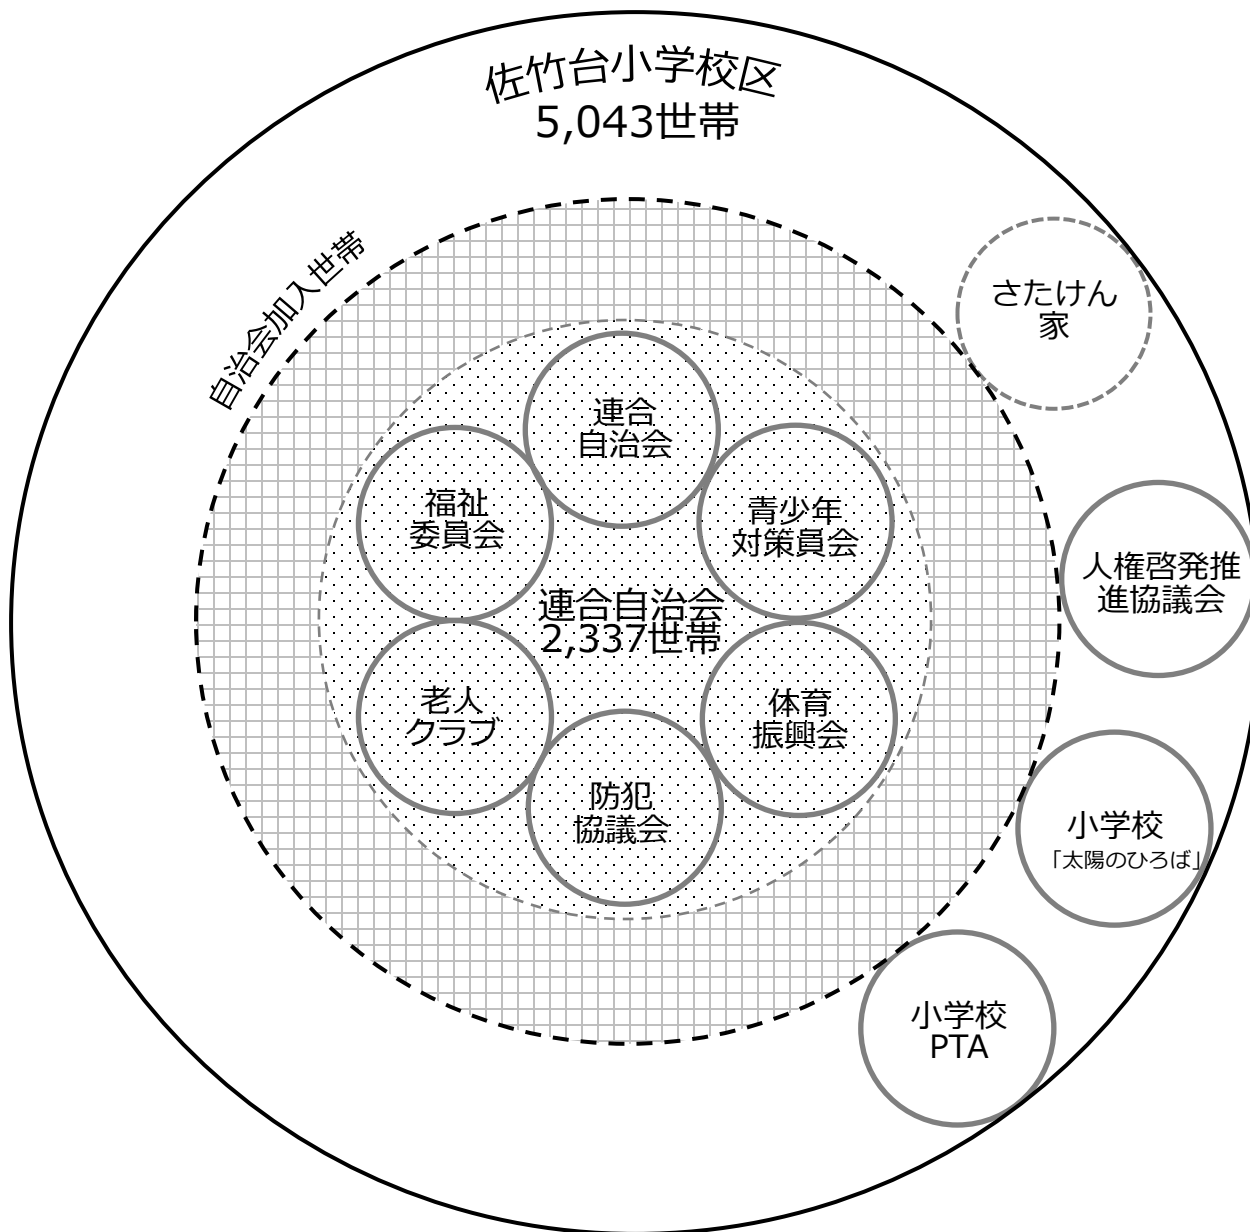 佐竹台小学校区
5,043世帯
自治会加入世帯
さたけん
家
連合
自治会
福祉
委員会
青少年
対策員会
人権啓発推
進協議会
連合自治会
2,337世帯
老人
クラブ
体育
振興会
防犯
協議会
小学校
「太陽のひろば」
小学校
PTA